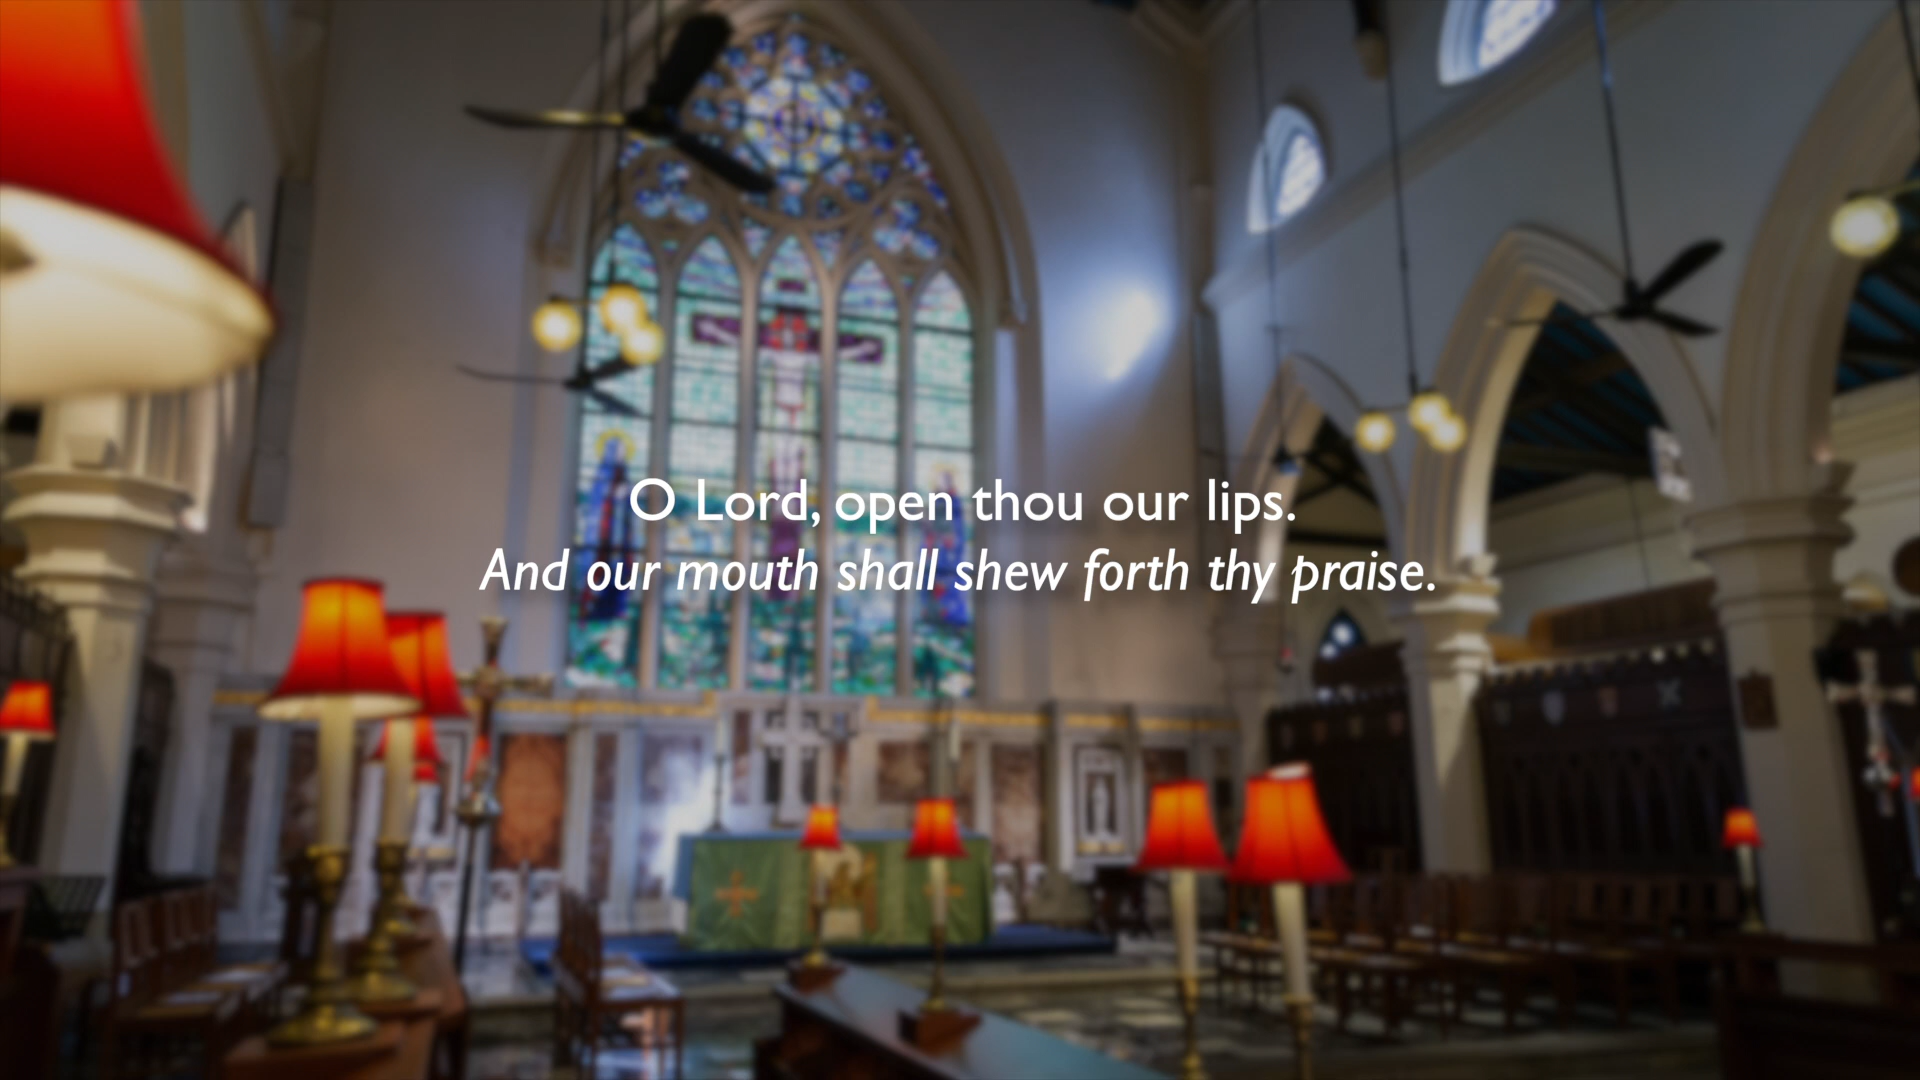 O Lord, open thou our lips.
And our mouth shall shew forth thy praise.